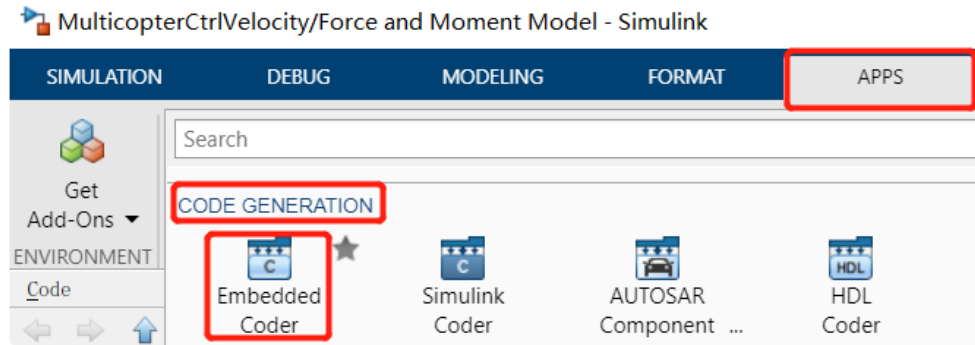 MulticopterCtrlVelocity/Force and Moment Model - Simulink
SIMULATION DEBUG MODELING FORMAT APPS
Search
Get
Add-Ons
ENVIRONMENT
Code
CODE GENERATION
C
Embedded
Coder
C
Simulink
Coder
AUTOSAR
Component ...
HDL
HDL
Coder